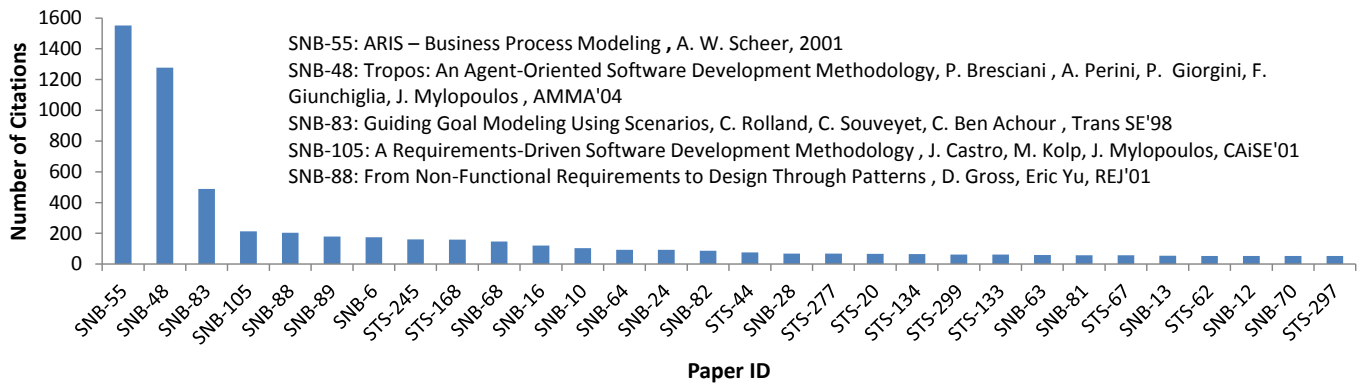 1600
1400
1200
1000
800
600
400
200
0
Number of Citations
SNB-55: ARIS – Business Process Modeling , A. W. Scheer, 2001
SNB-48: Tropos: An Agent-Oriented Software Development Methodology, P. Bresciani , A. Perini, P. Giorgini, F.
Giunchiglia, J. Mylopoulos , AMMA'04
SNB-83: Guiding Goal Modeling Using Scenarios, C. Rolland, C. Souveyet, C. Ben Achour , Trans SE'98
SNB-105: A Requirements-Driven Software Development Methodology , J. Castro, M. Kolp, J. Mylopoulos, CAiSE'01
SNB-88: From Non-Functional Requirements to Design Through Patterns , D. Gross, Eric Yu, REJ'01
SNB-55
SNB-48
SNB-83
SNB-105
SNB-88
SNB-89
SNB-6
STS-245
STS-168
SNB-68
SNB-16
SNB-10
SNB-64
SNB-24
SNB-82
STS-44
SNB-28
STS-277
STS-20
STS-134
STS-299
STS-133
SNB-63
SNB-81
STS-67
SNB-13
STS-62
SNB-12
SNB-70
STS-297
Paper ID